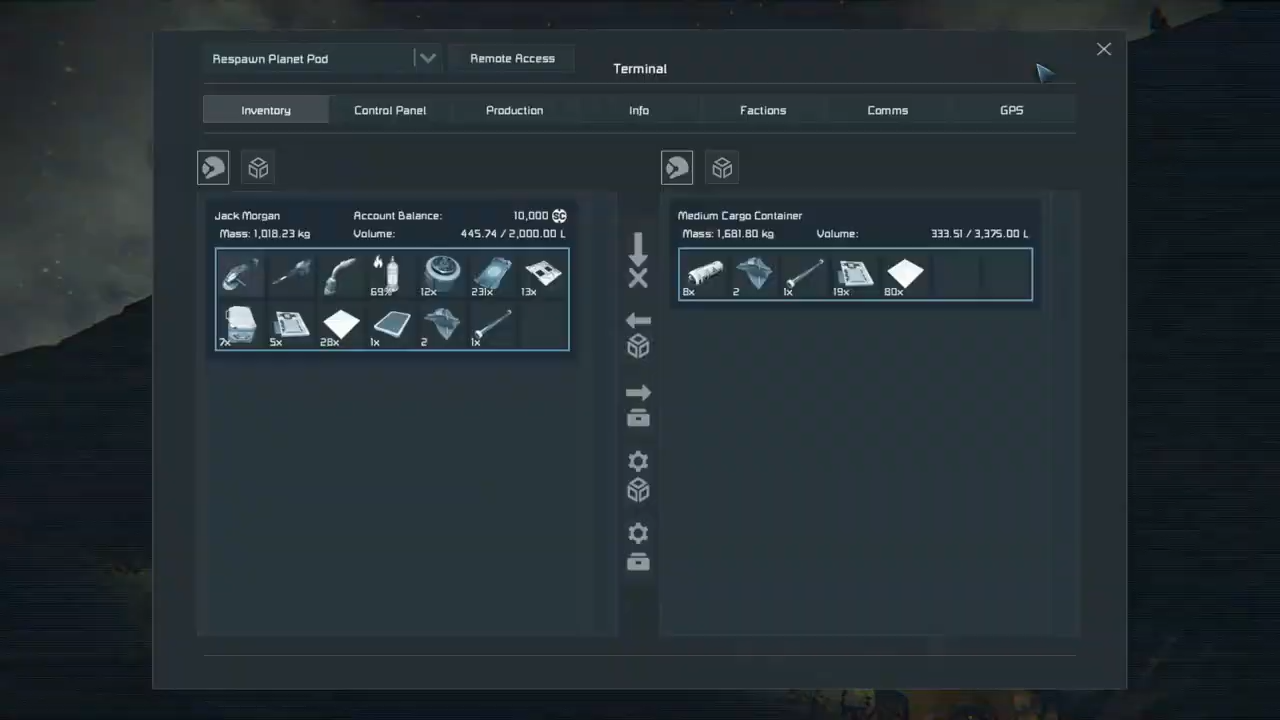 Respawn Planet Pod
Remote Access
Terminal
Inventory
Control Panel
Production
Info
Factions
Comms
GPS
Jack Morgan
Account Balance:
10,000 SC
Mass: 1,018.23 kg
Volume:
445.74 / 2,000.00 L
69%
12x
231x
13x
7x
5x
28x
1x
2
1x
Medium Cargo Container
Mass: 1,681.80 kg
Volume:
333.51 / 3,375.00 L
8x
2
1x
19x
80x